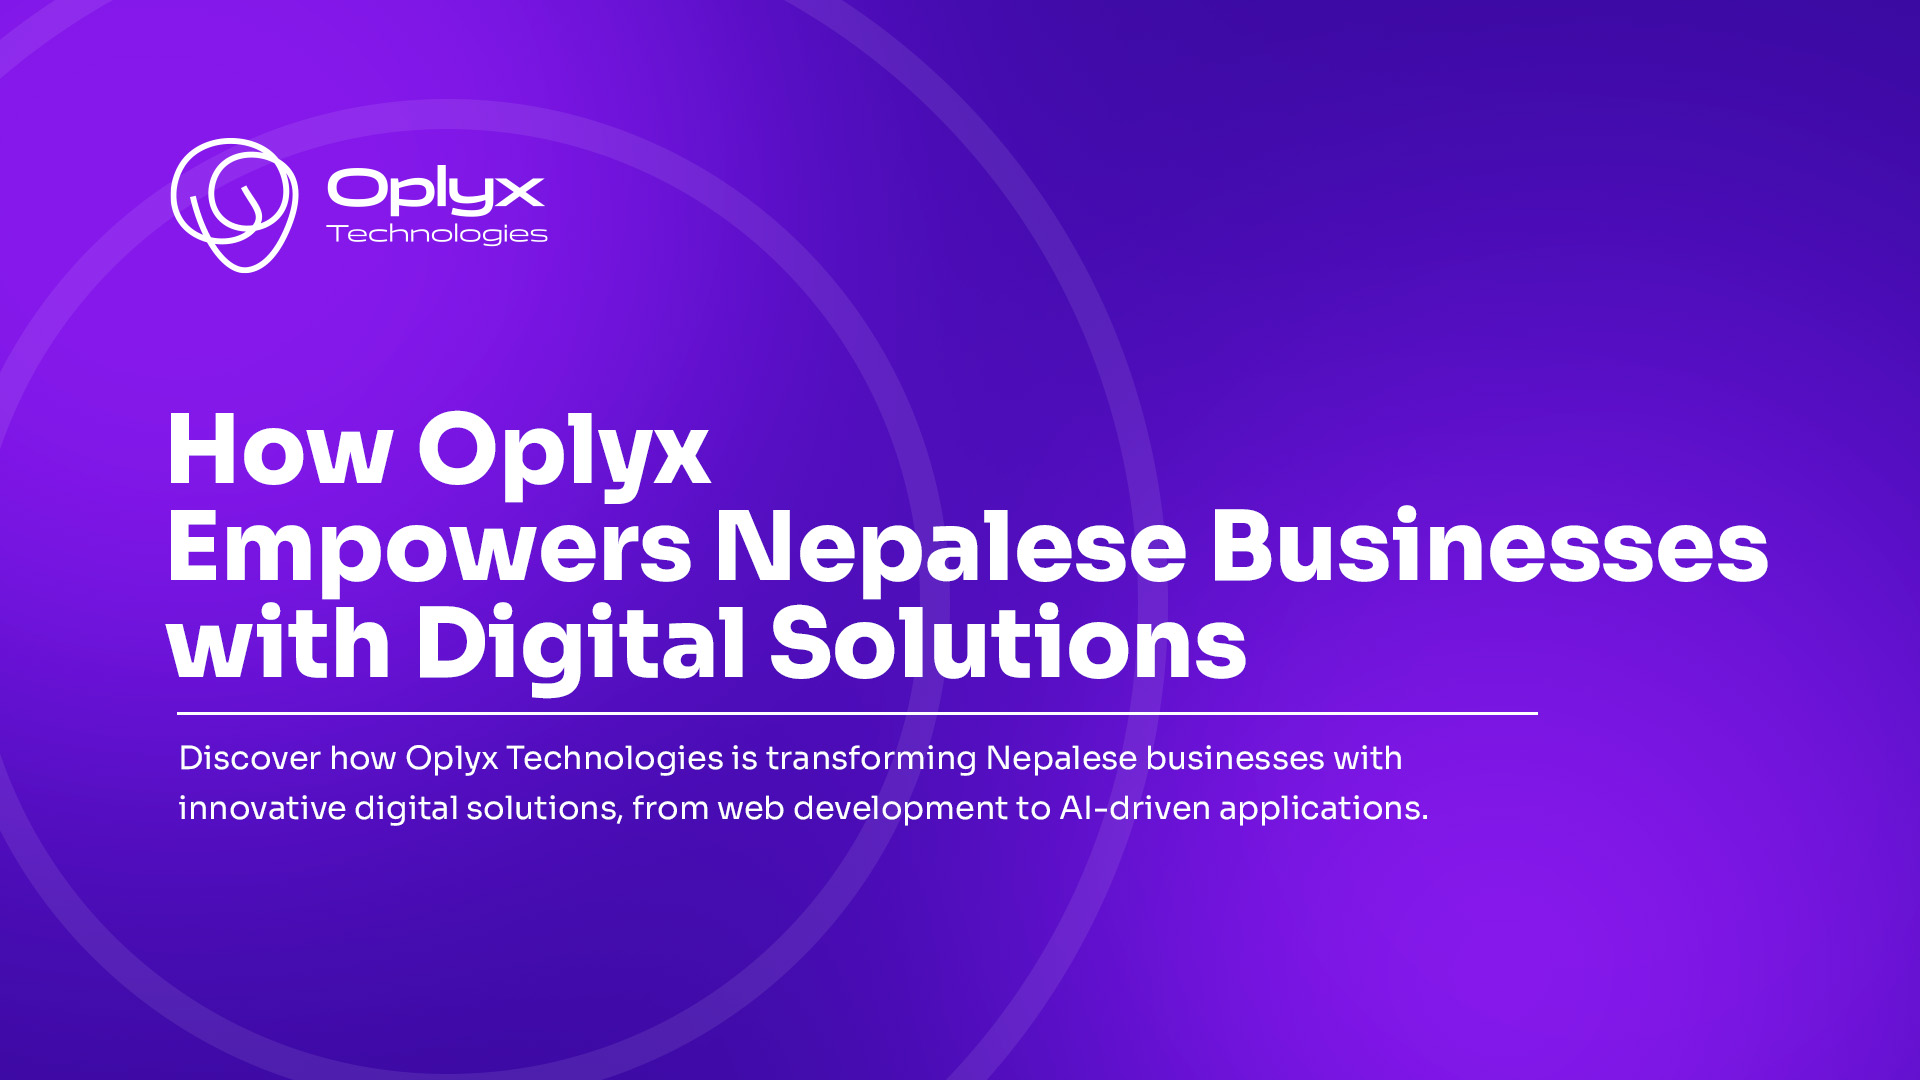 Oplyx
Technologies
How Oplyx
Empowers Nepalese Businesses
with Digital Solutions
Discover how Oplyx Technologies is transforming Nepalese businesses with
innovative digital solutions, from web development to AI-driven applications.